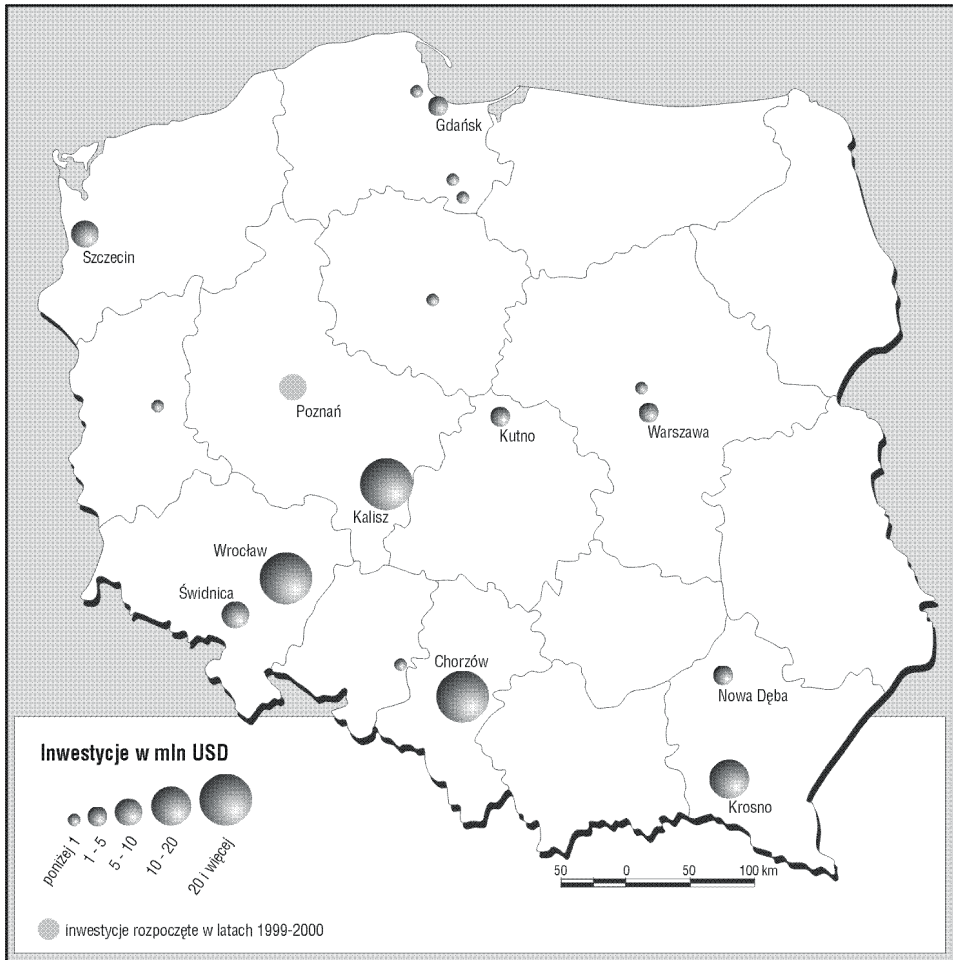 Gdańsk
Szczecin
Poznań
Kutno
Warszawa
Kalisz
Wrocław
Świdnica
Chorzów
Nowa Dęba
Krosno
Inwestycje w mln USD
poniżej 1
1 - 5
5 - 10
10 - 20
20 i więcej
50 0 50 100 km
inwestycje rozpoczęte w latach 1999-2000